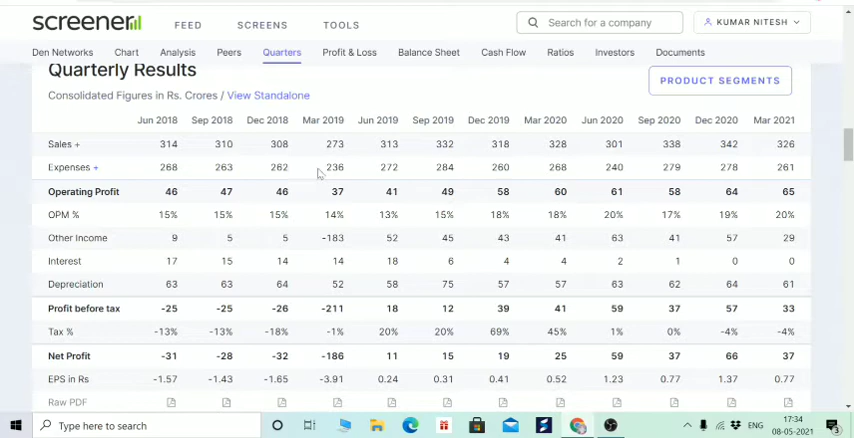 screener
FEED SCREENS TOOLS
Search for a company
KUMAR NITESH
Den Networks Chart Analysis Peers Quarters Profit & Loss Balance Sheet Cash Flow Ratios Investors Documents
Quarterly Results
PRODUCT SEGMENTS
Consolidated Figures in Rs. Crores / View Standalone
Jun 2018 Sep 2018 Dec 2018 Mar 2019 Jun 2019 Sep 2019 Dec 2019 Mar 2020 Jun 2020 Sep 2020 Dec 2020 Mar 2021
Sales + 314 310 308 273 313 332 318 328 301 338 342 326
Expenses + 268 263 262 236 272 284 260 268 240 279 278 261
Operating Profit 46 47 46 37 41 49 58 60 61 58 64 65
OPM % 15% 15% 15% 14% 13% 15% 18% 18% 20% 17% 19% 20%
Other Income 9 5 5 -183 52 45 43 41 63 41 57 29
Interest 17 15 14 14 18 6 4 4 2 1 0 0
Depreciation 63 63 64 52 58 75 57 57 63 62 64 61
Profit before tax -25 -25 -26 -211 18 12 39 41 59 37 57 33
Tax % -13% -13% -18% -1% 20% 20% 69% 45% 1% 0% -4% -4%
Net Profit -31 -28 -32 -186 11 15 19 25 59 37 66 37
EPS in Rs -1.57 -1.43 -1.65 -3.91 0.24 0.31 0.41 0.52 1.23 0.77 1.37 0.77
Raw PDF
Type here to search
ENG
17:34
08-05-2021
3